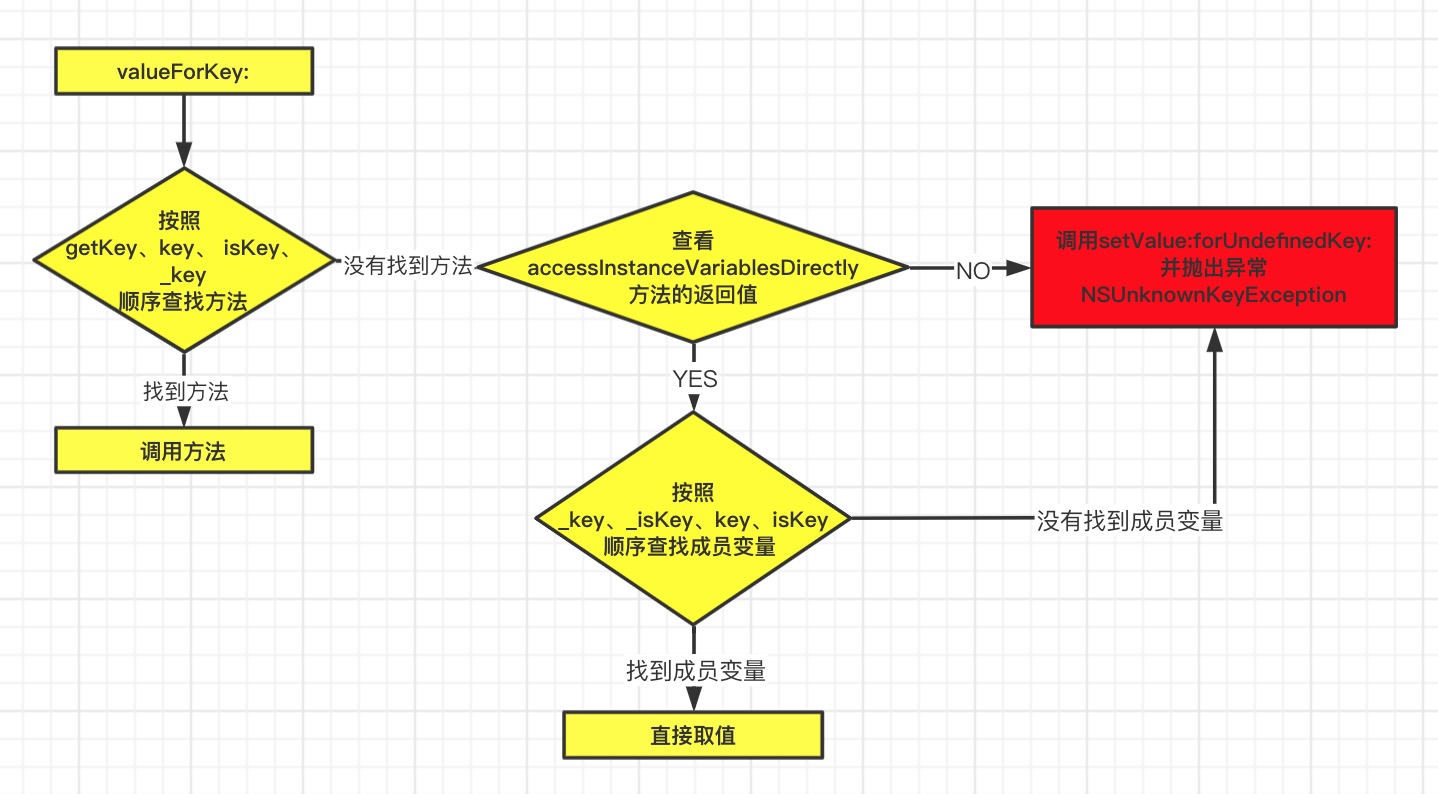 valueForKey:
按照
getKey、key、 isKey、
_key
顺序查找方法
没有找到方法
找到方法
调用方法
查看
accessInstanceVariablesDirectly
方法的返回值
NO
调用setValue:forUndefinedKey:
并抛出异常
NSUnknownKeyException
YES
按照
_key、_isKey、key、isKey
顺序查找成员变量
没有找到成员变量
找到成员变量
直接取值